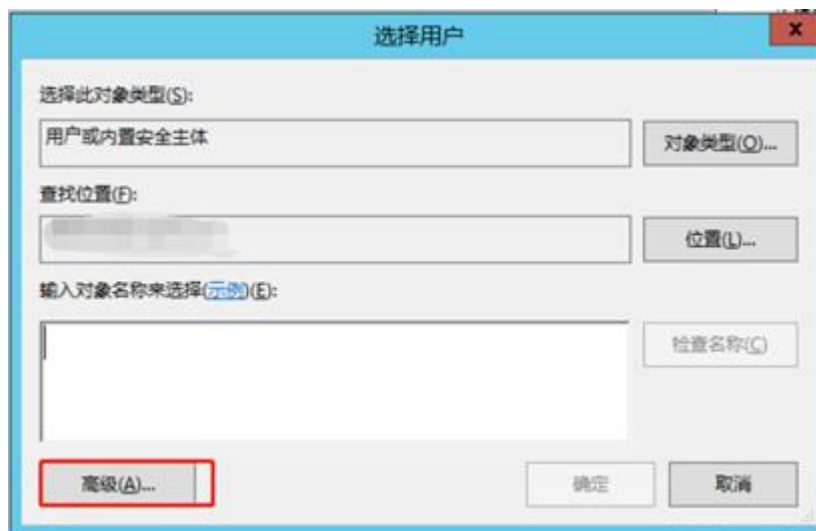 选择用户
x
选择此对象类型(S):
用户或内置安全主体
对象类型(O)...
查找位置(F):
位置(L)...
输入对象名称来选择(示例)(E):
检查名称(C)
高级(A)...
确定
取消